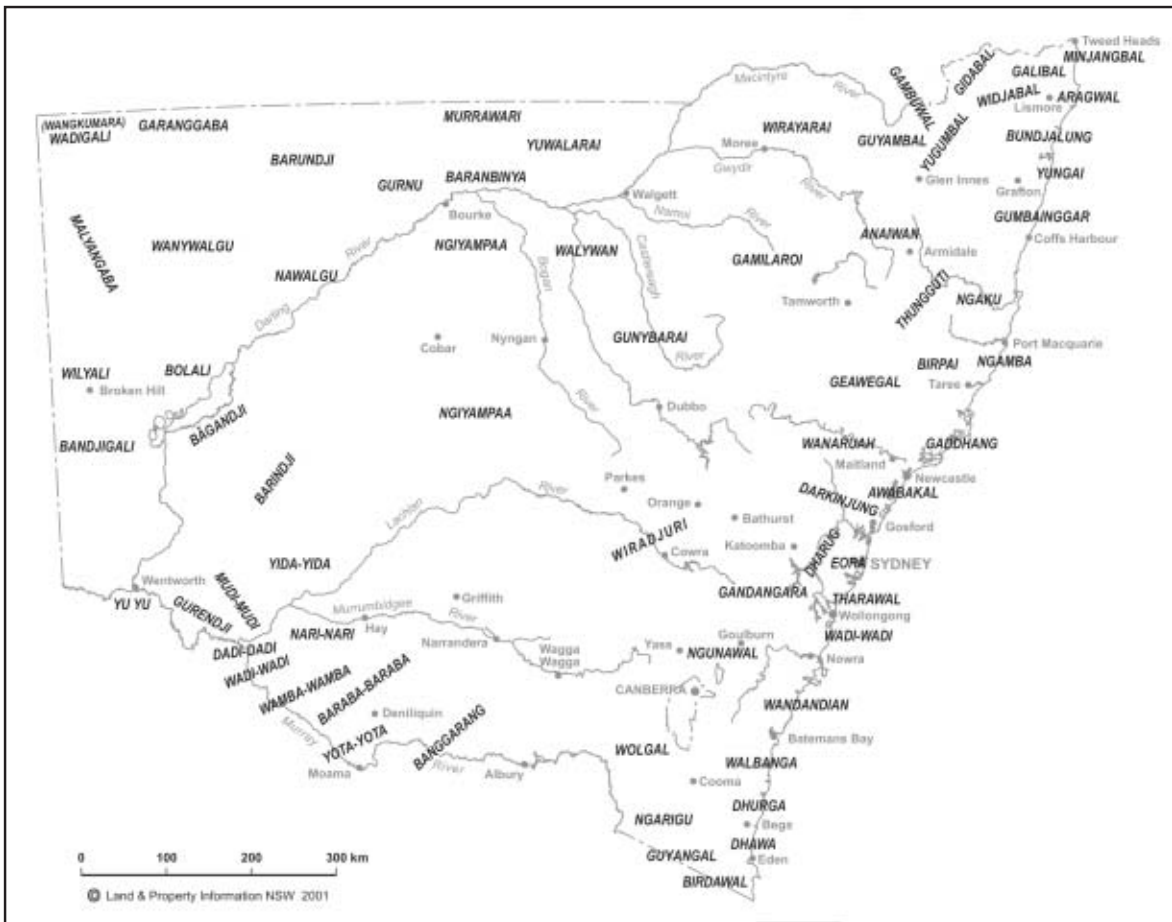 Tweed Heads
MINJANGBAL
GIDABAL
GALIBAL
GAMBUWAL
WIDJABAL
Lismore
ARAGWAL
Mwcintyre
River
(WANGKUMARA)
WADIGALI
GARANGGABA
MURRAWARI
WIRAYARAI
GUYAMBAL
YUGUMBAL
BUNDJALUNG
BARUNDJI
YUWALARAI
Moree
Gwydir
River
GURNU
BARANBINYA
YUNGAI
Glen Innes
Grafton
Bourke
Walgett
Namoi
River
GUMBAINGGAR
Coffs Harbour
MALYANGABA
WANYWALGU
NGIYAMPAA
WALYWAN
Castlereagh
ANAIWAN
Armidale
GAMILAROI
NAWALGU
River
Bogan
Tamworth
THUNGGUTI
NGAKU
Darling
Cobar
Nyngan
GUNYBARAI
River
Port Macquarie
NGAMBA
BIRPAI
WILYALI
BOLALI
Broken Hill
GEAWEGAL
Taree
River
BANDJIGALI
BAGANDJI
NGIYAMPAA
Dubbo
WANARUAH
GADDHANG
Maitland
Newcastle
BARINDJI
Parkes
Orange
AWABAKAL
DARKINJUNG
Lachlan
River
Bathurst
Gosford
WIRADJURI
Katoomba
DHARUG
Cowra
EORA
SYDNEY
YIDA-YIDA
Wentworth
YU YU
GURENDJI
MUDI-MUDI
GANDANGARA
THARAWAL
Wollongong
Murrumbidgee
River
Griffith
NARI-NARI
Hay
Narrandera
DADI-DADI
WADI-WADI
WADI-WADI
Goulburn
Yass
NGUNAWAL
Nowra
Wagga
Wagga
WAMBA-WAMBA
BARABA-BARABA
CANBERRA
WANDANDIAN
Deniliquin
Murray
YOTA-YOTA
BANGGARANG
River
Moama
Albury
WOLGAL
Batemans Bay
WALBANGA
Cooma
DHURGA
NGARIGU
Bega
DHAWA
GUYANGAL
Eden
BIRDAWAL
0 100 200 300 km
© Land & Property Information NSW 2001